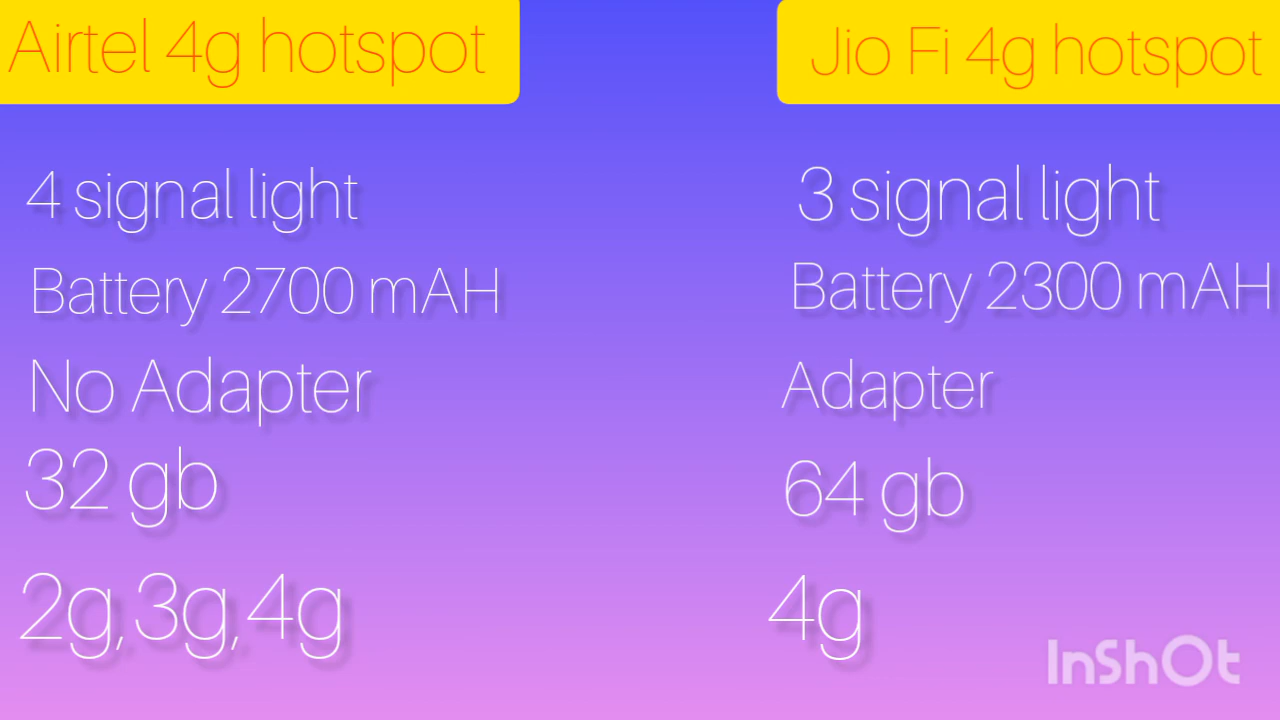 Airtel 4g hotspot
4 signal light
Battery 2700 mAH
No Adapter
32 gb
2g,3g,4g
Jio Fi 4g hotspot
3 signal light
Battery 2300 mAH
Adapter
64 gb
4g
InShOt